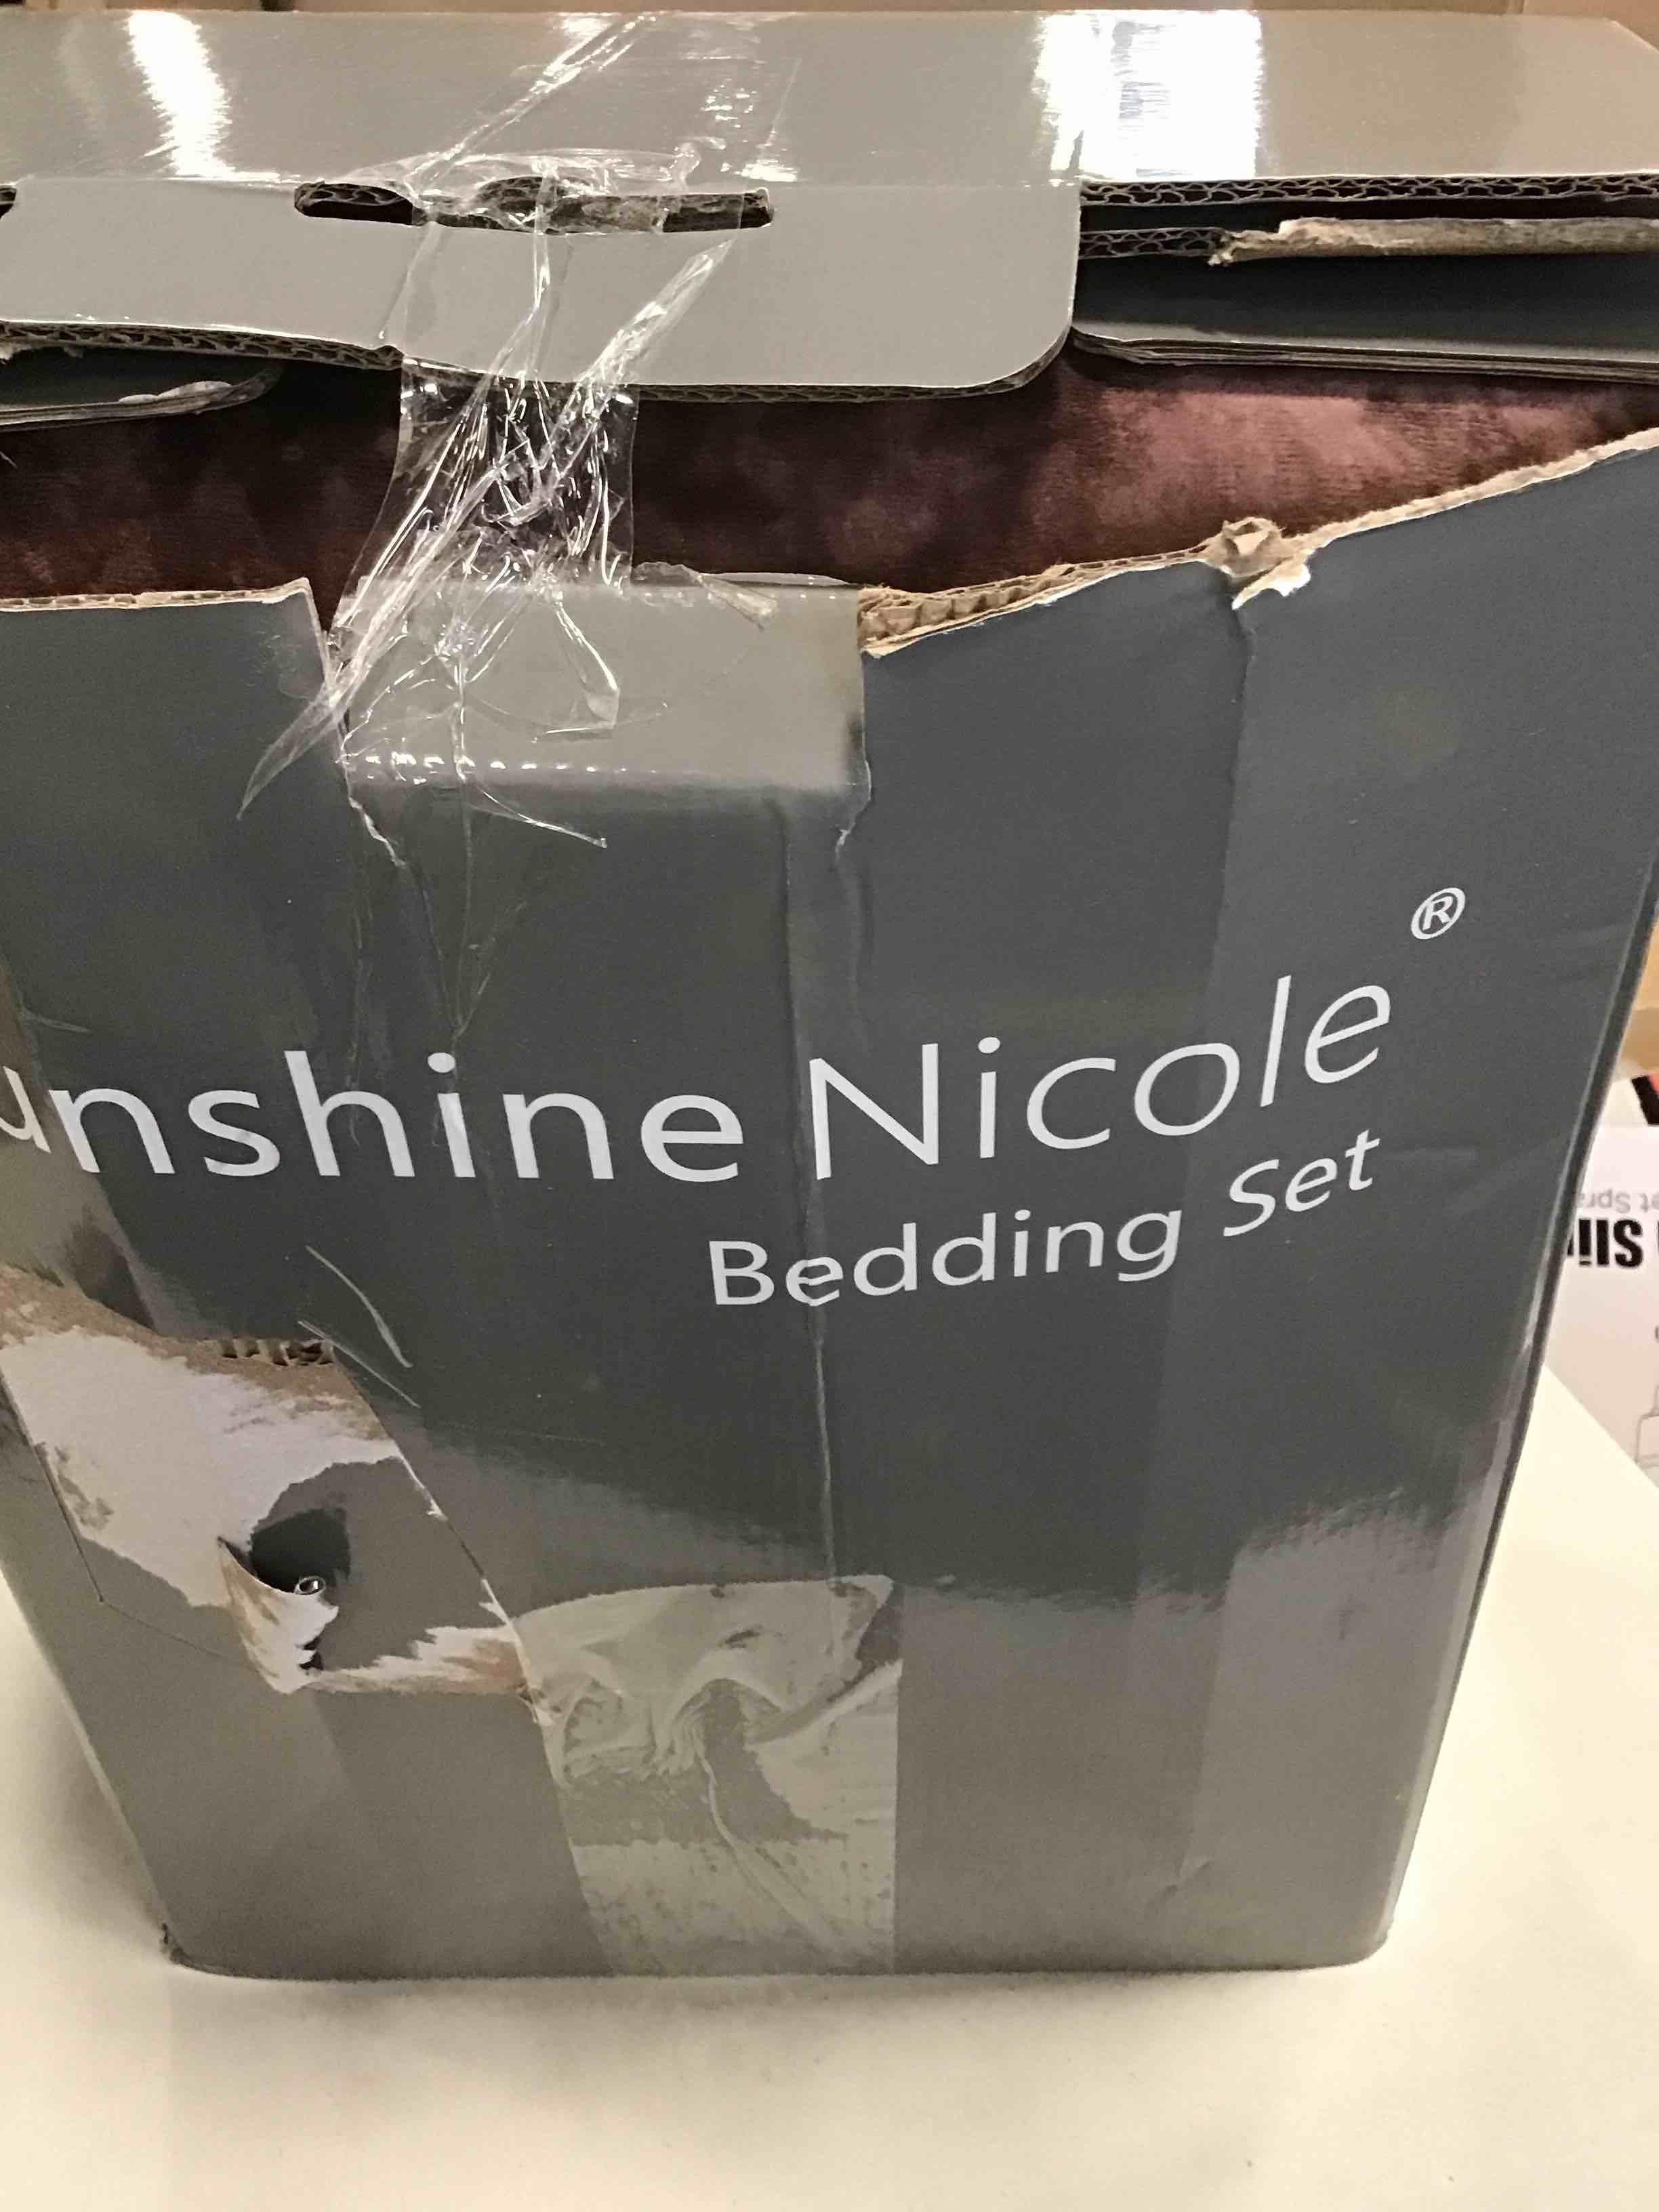 unshine Nicole ®
Bedding Set